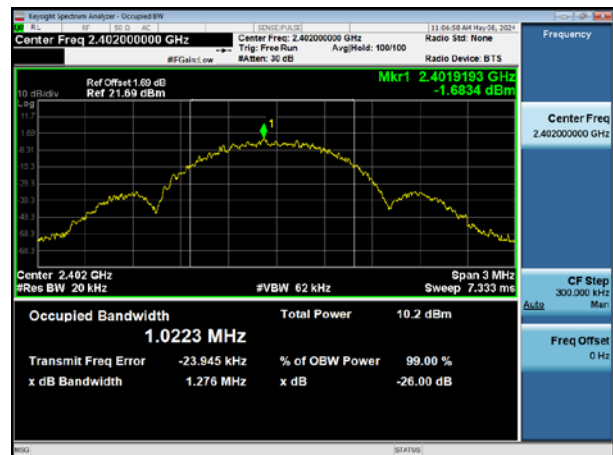 Keysight Spectrum Analyzer - Occupied BW
RL RF 50 Ω AC SENSE:PULSE 11:06:58 AM May 08, 2024
Center Freq 2.402000000 GHz
Center Freq: 2.402000000 GHz
Radio Std: None
Trig: Free Run Avg|Hold: 100/100
#IFGain:Low #Atten: 30 dB Radio Device: BTS
Ref Offset 1.69 dB
10 dB/div Ref 21.69 dBm
Mkr1 2.4019193 GHz
-1.6834 dBm
Log
11.7
1.69
-8.31
-18.3
-28.3
-38.3
-48.3
-58.3
-68.3
1
Center 2.402 GHz Span 3 MHz
#Res BW 20 kHz #VBW 62 kHz Sweep 7.333 ms
Occupied Bandwidth Total Power 10.2 dBm
1.0223 MHz
Transmit Freq Error -23.945 kHz % of OBW Power 99.00 %
x dB Bandwidth 1.276 MHz x dB -26.00 dB
MSG STATUS
Frequency
Center Freq
2.402000000 GHz
CF Step
300.000 kHz
Auto Man
Freq Offset
0 Hz